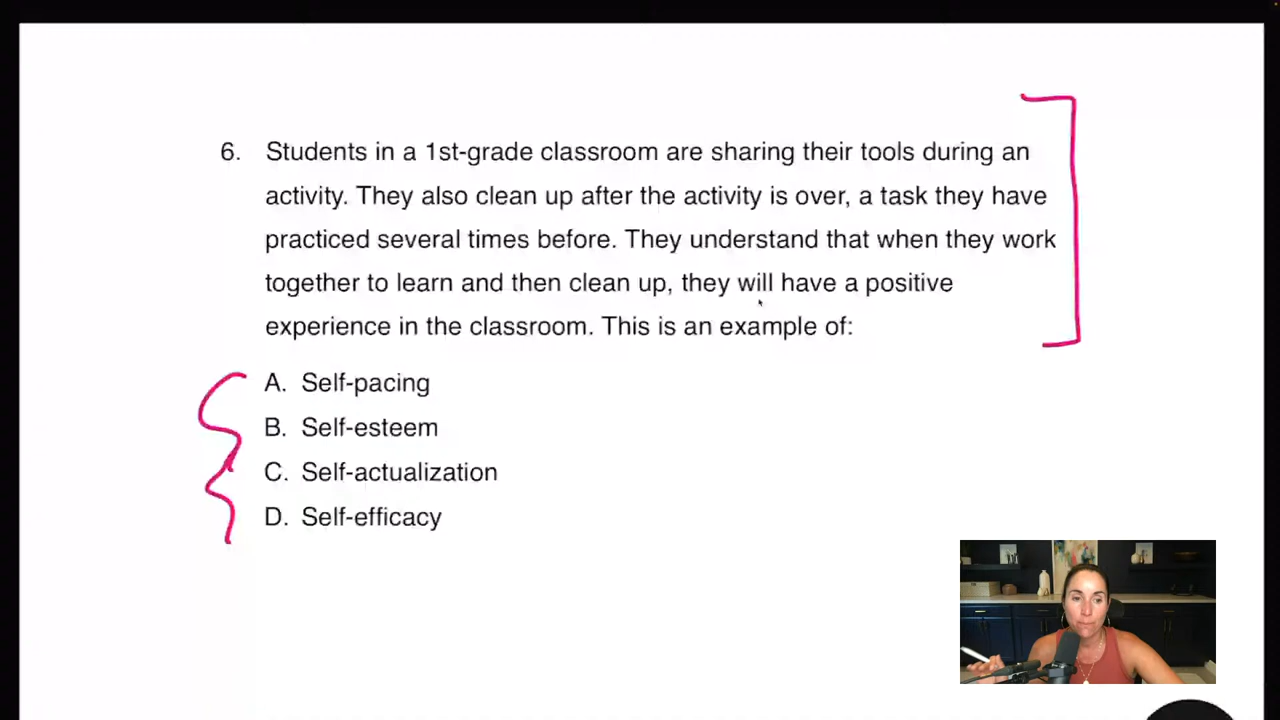 6. Students in a 1st-grade classroom are sharing their tools during an
activity. They also clean up after the activity is over, a task they have
practiced several times before. They understand that when they work
together to learn and then clean up, they will have a positive
experience in the classroom. This is an example of:
A. Self-pacing
B. Self-esteem
C. Self-actualization
D. Self-efficacy